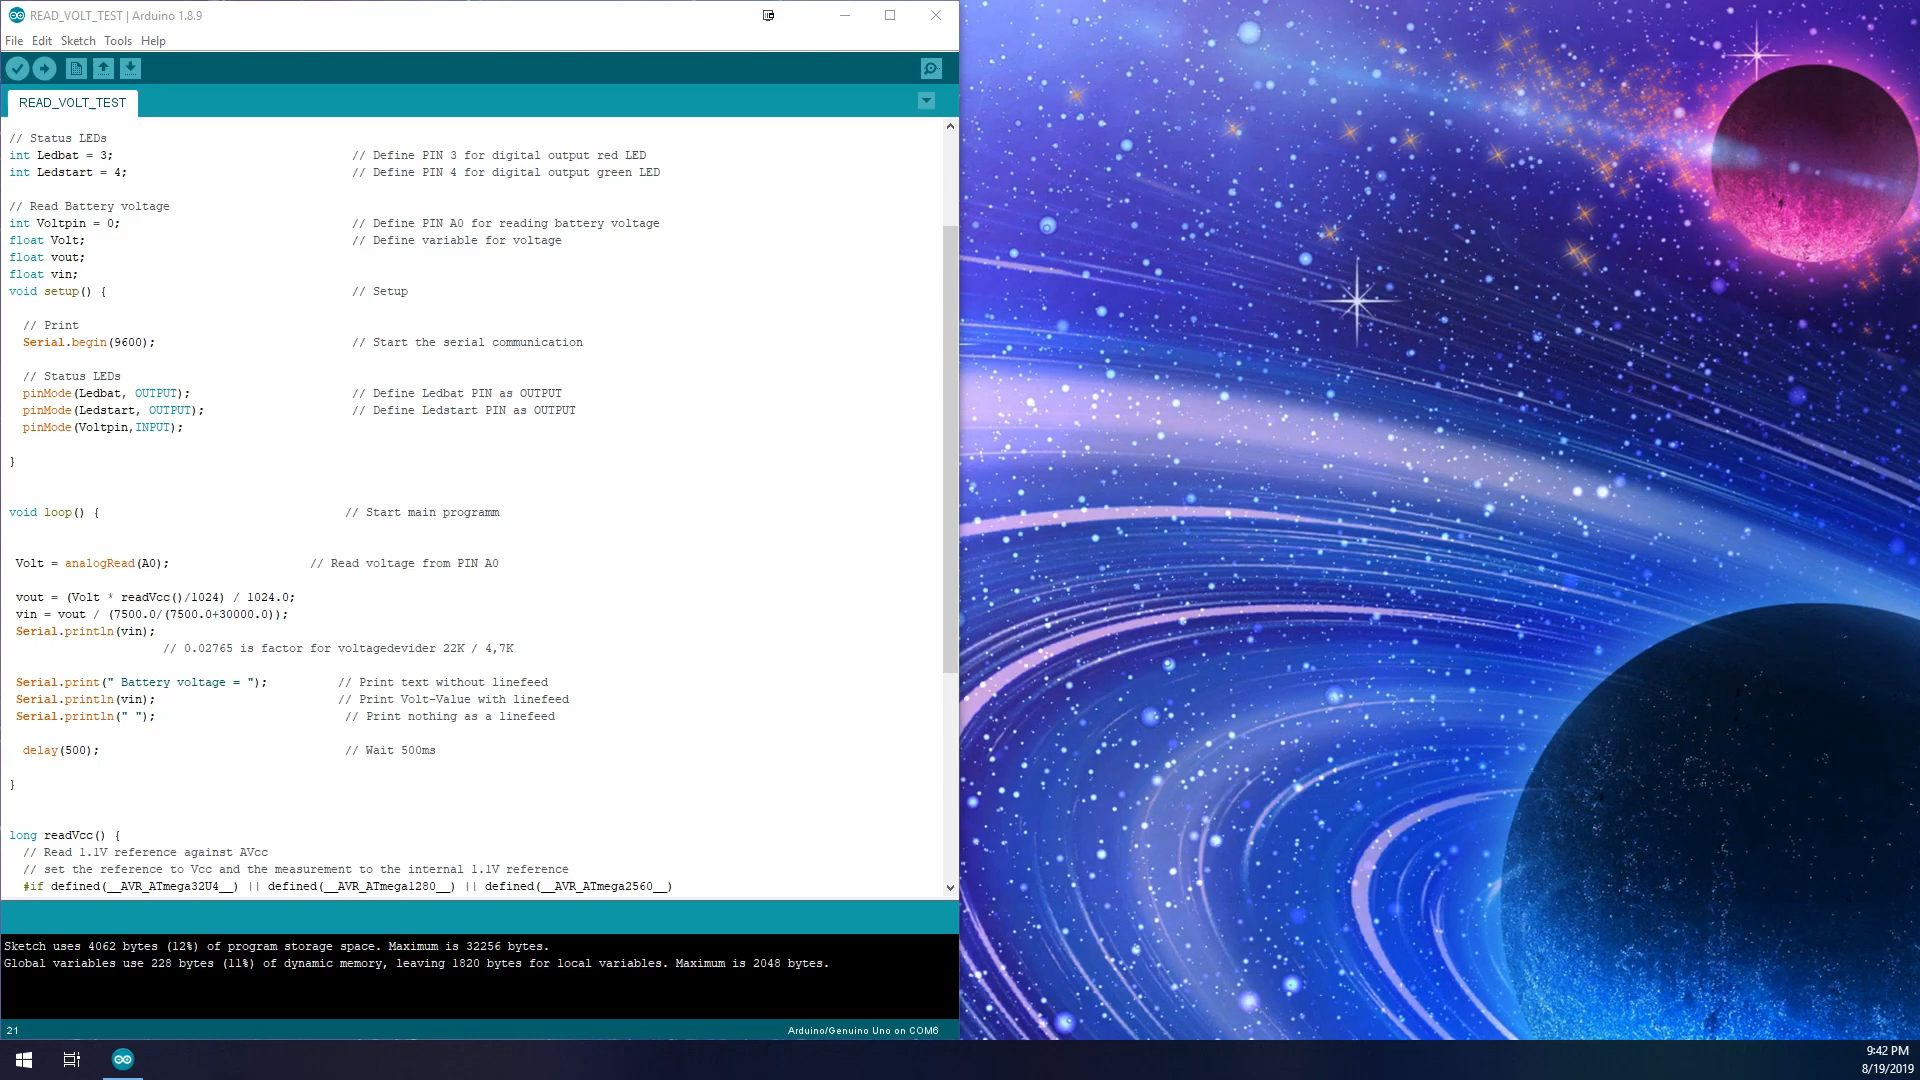 READ_VOLT_TEST | Arduino 1.8.9
File Edit Sketch Tools Help
READ_VOLT_TEST
// Status LEDs
int Ledbat = 3; // Define PIN 3 for digital output red LED
int Ledstart = 4; // Define PIN 4 for digital output green LED
// Read Battery voltage
int Voltpin = 0; // Define PIN A0 for reading battery voltage
float Volt; // Define variable for voltage
float vout;
float vin;
void setup() { // Setup
// Print
Serial.begin(9600); // Start the serial communication
// Status LEDs
pinMode(Ledbat, OUTPUT); // Define Ledbat PIN as OUTPUT
pinMode(Ledstart, OUTPUT); // Define Ledstart PIN as OUTPUT
pinMode(Voltpin,INPUT);
}
void loop() { // Start main programm
Volt = analogRead(A0); // Read voltage from PIN A0
vout = (Volt * readVcc()/1024) / 1024.0;
vin = vout / (7500.0/(7500.0+30000.0));
Serial.println(vin);
// 0.02765 is factor for voltagedevider 22K / 4,7K
Serial.print(" Battery voltage = "); // Print text without linefeed
Serial.println(vin); // Print Volt-Value with linefeed
Serial.println(" "); // Print nothing as a linefeed
delay(500); // Wait 500ms
}
long readVcc() {
// Read 1.1V reference against AVcc
// set the reference to Vcc and the measurement to the internal 1.1V reference
#if defined(__AVR_ATmega32U4__) || defined(__AVR_ATmega1280__) || defined(__AVR_ATmega2560__)
Sketch uses 4062 bytes (12%) of program storage space. Maximum is 32256 bytes.
Global variables use 228 bytes (11%) of dynamic memory, leaving 1820 bytes for local variables. Maximum is 2048 bytes.
21 Arduino/Genuino Uno on COM6
9:42 PM
8/19/2019